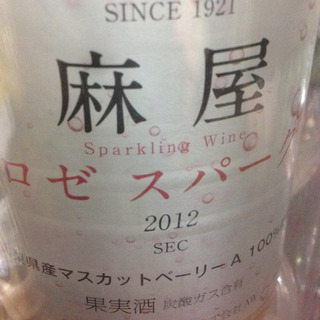 SINCE 1921
麻屋
Sparkling Wine
ロゼ スパーク
2012
SEC
県産マスカットベーリーA 100%
果実酒 炭酸ガス含有